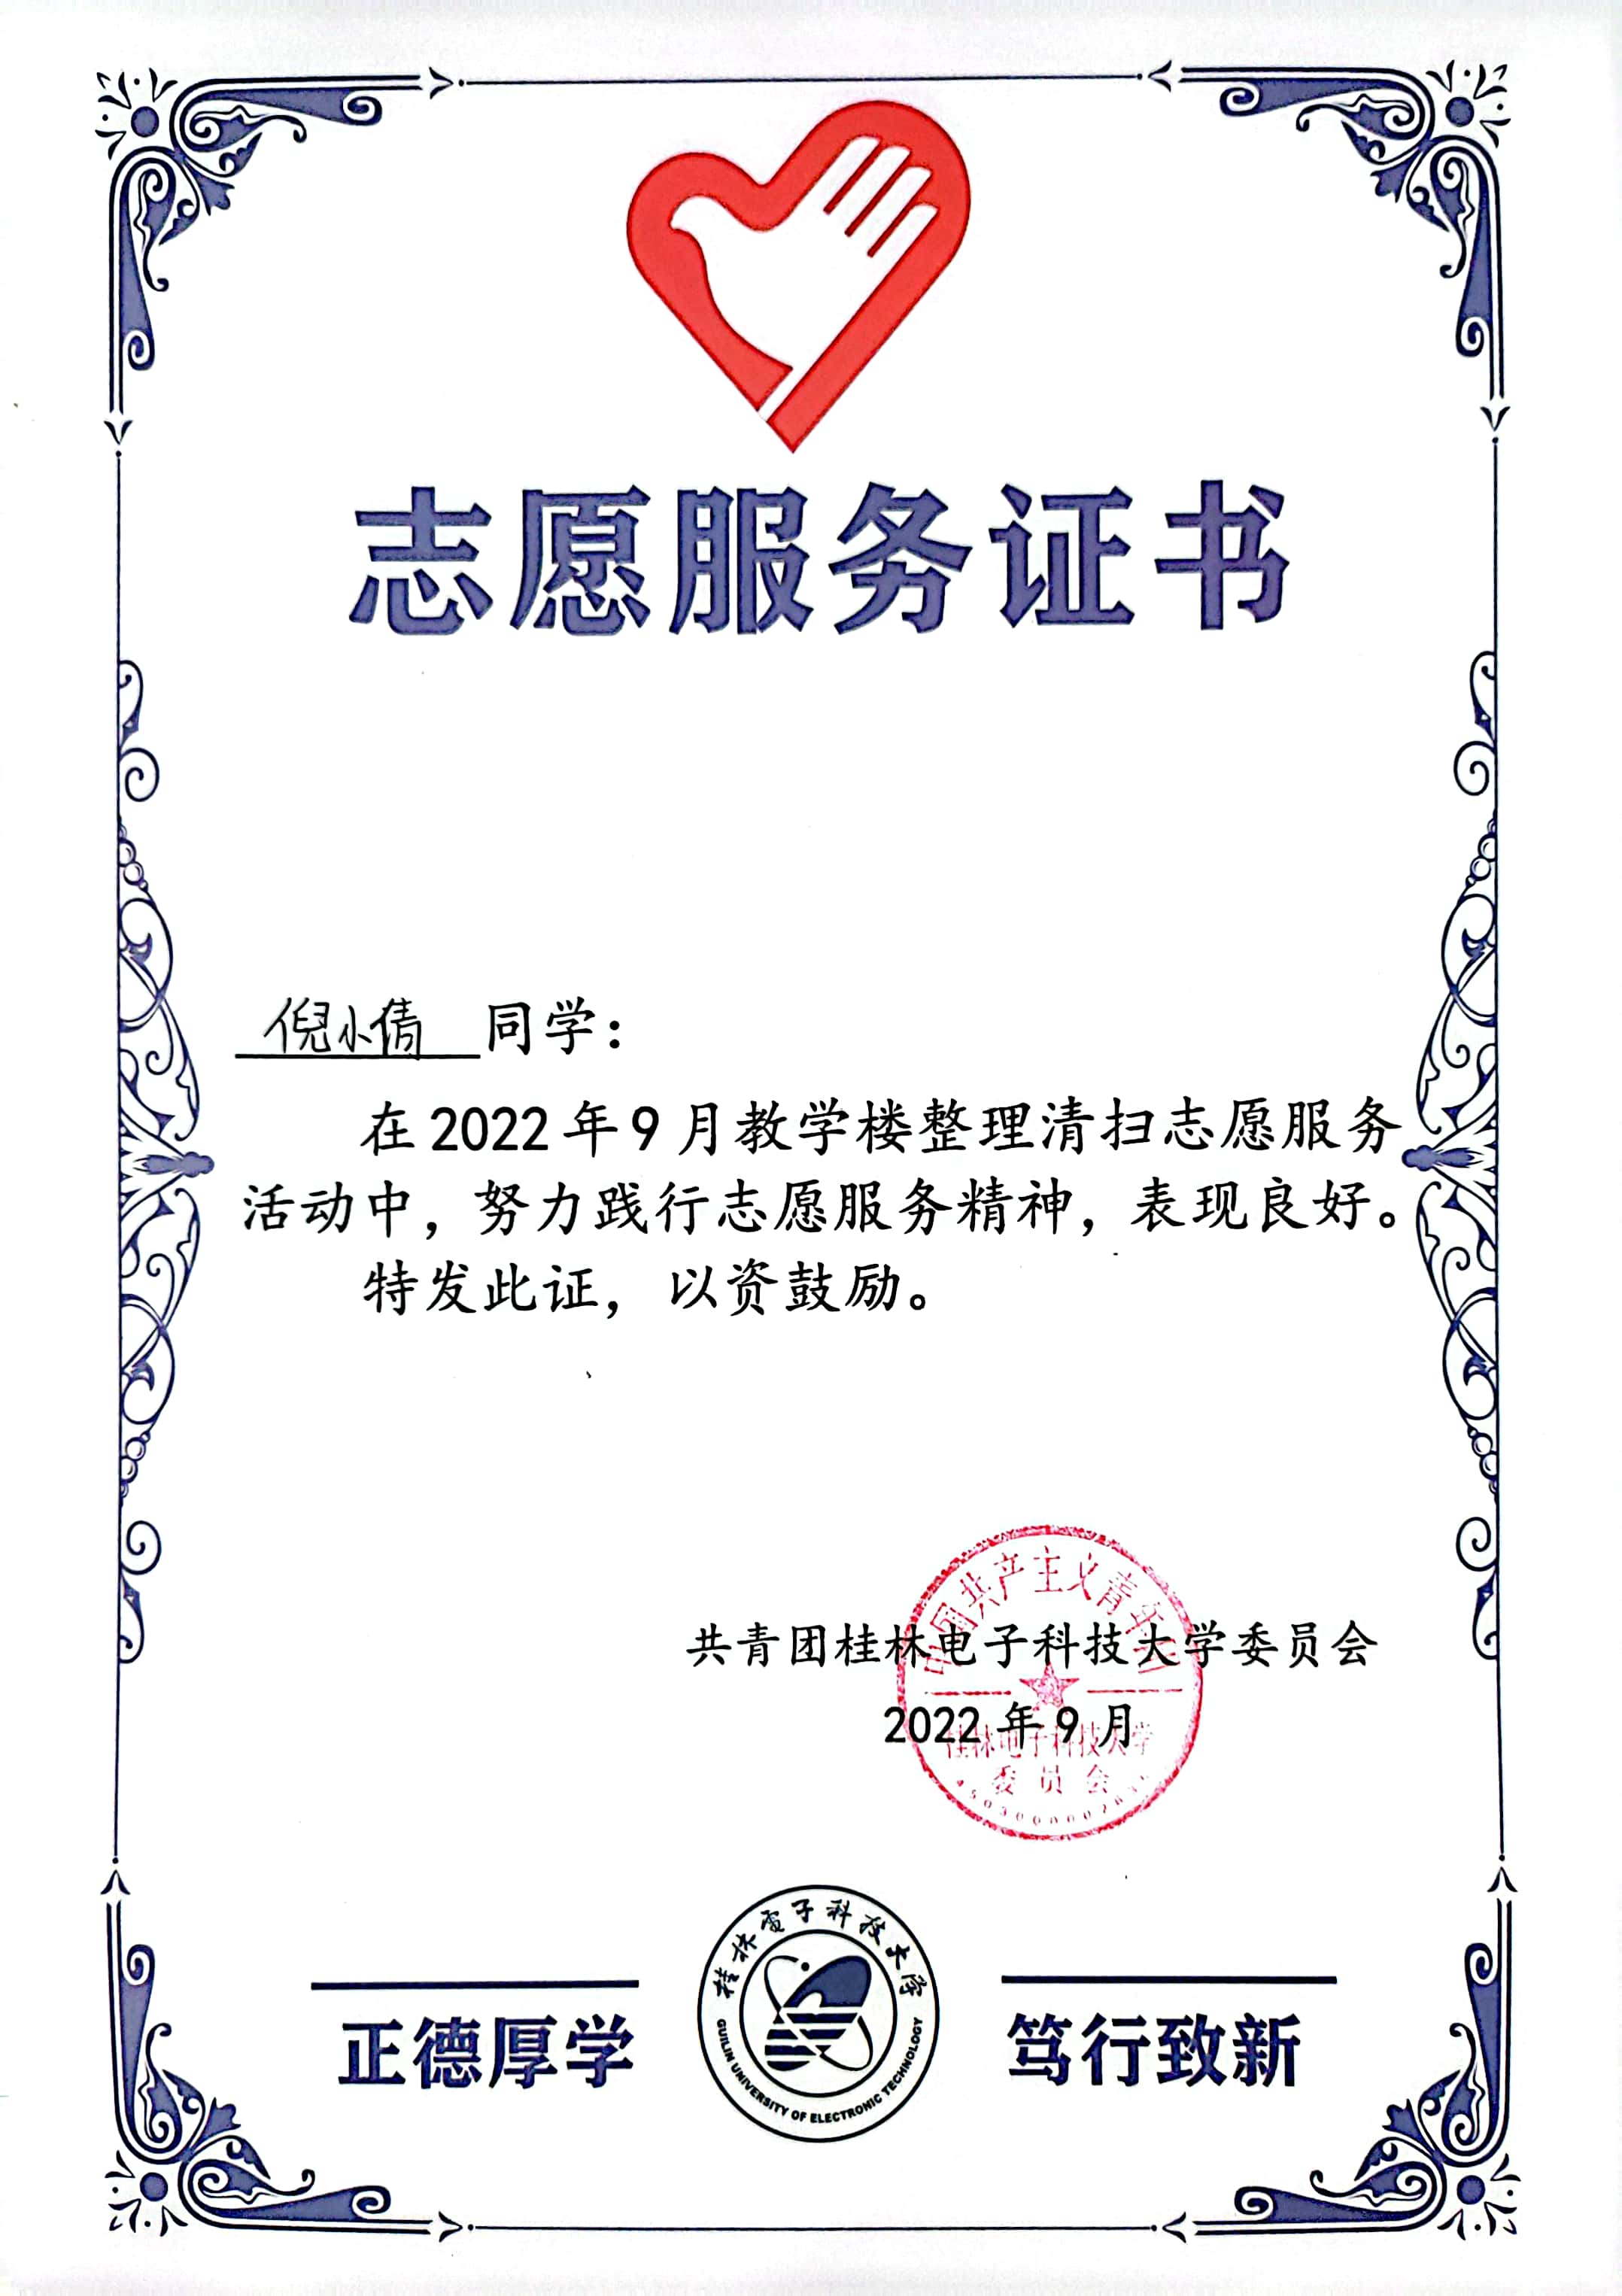 志愿服务证书
倪小倩 同学：
在2022年9月教学楼整理清扫志愿服务
活动中，努力践行志愿服务精神，表现良好。
特发此证，以资鼓励。
中国共产主义青年团
共青团桂林电子科技大学委员会
2022年9月
桂林电子科技大学
委员会
桂林電子科技大学
GUILIN UNIVERSITY OF ELECTRONIC TECHNOLOGY
正德厚学
笃行致新